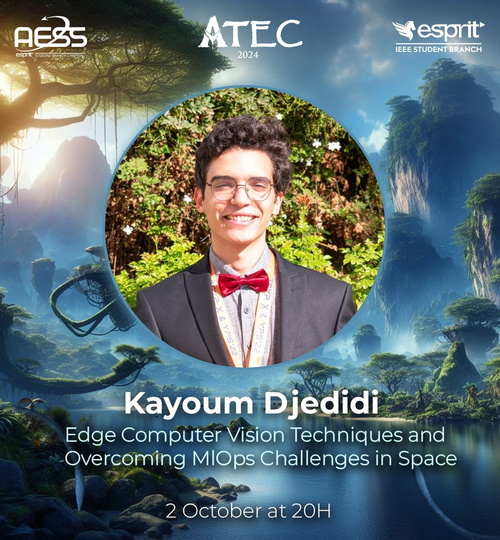 AESS
esprit
ATEC
2024
esprit
IEEE STUDENT BRANCH
Kayoum Djedidi
Edge Computer Vision Techniques and
Overcoming MlOps Challenges in Space
2 October at 20H